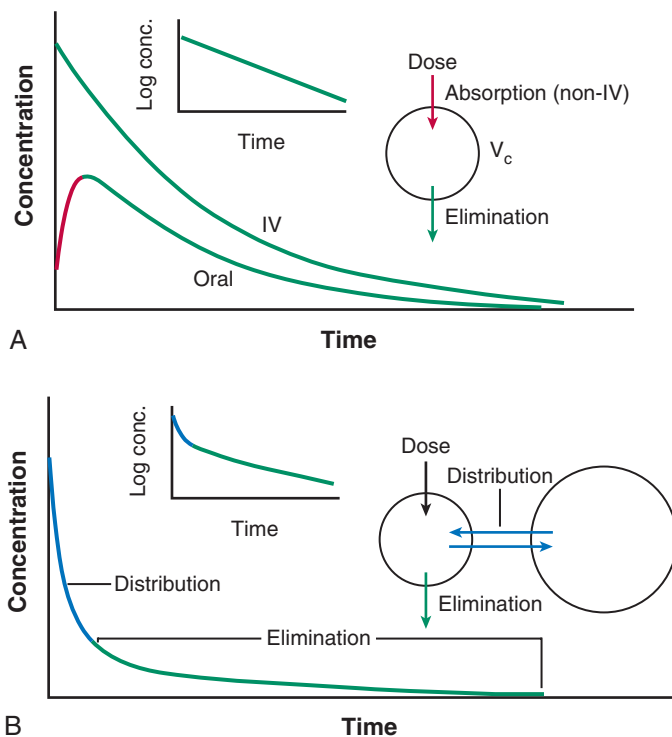 Concentration
Log conc.
Time
Dose
Absorption (non-IV)
Vc
Elimination
IV
Oral
Time
A
Concentration
Log conc.
Time
Dose
Distribution
Distribution
Elimination
Elimination
Time
B